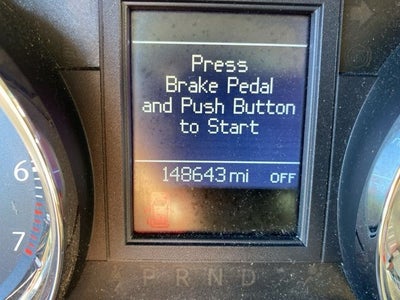 Press
Brake Pedal
and Push Button
to Start
148643 mi OFF
6
7
P R N D